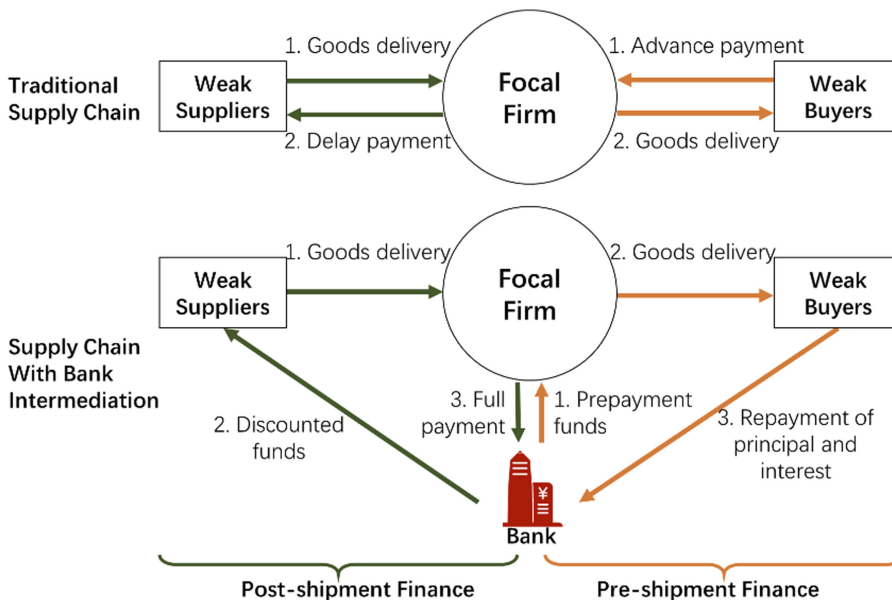 1. Goods delivery
1. Advance payment
Traditional
Supply Chain
Weak
Suppliers
Focal
Firm
Weak
Buyers
2. Delay payment
2. Goods delivery
1. Goods delivery
2. Goods delivery
Weak
Suppliers
Focal
Firm
Weak
Buyers
Supply Chain
With Bank
Intermediation
2. Discounted
funds
3. Full
payment
1. Prepayment
funds
3. Repayment of
principal and
interest
¥
Bank
Post-shipment Finance
Pre-shipment Finance